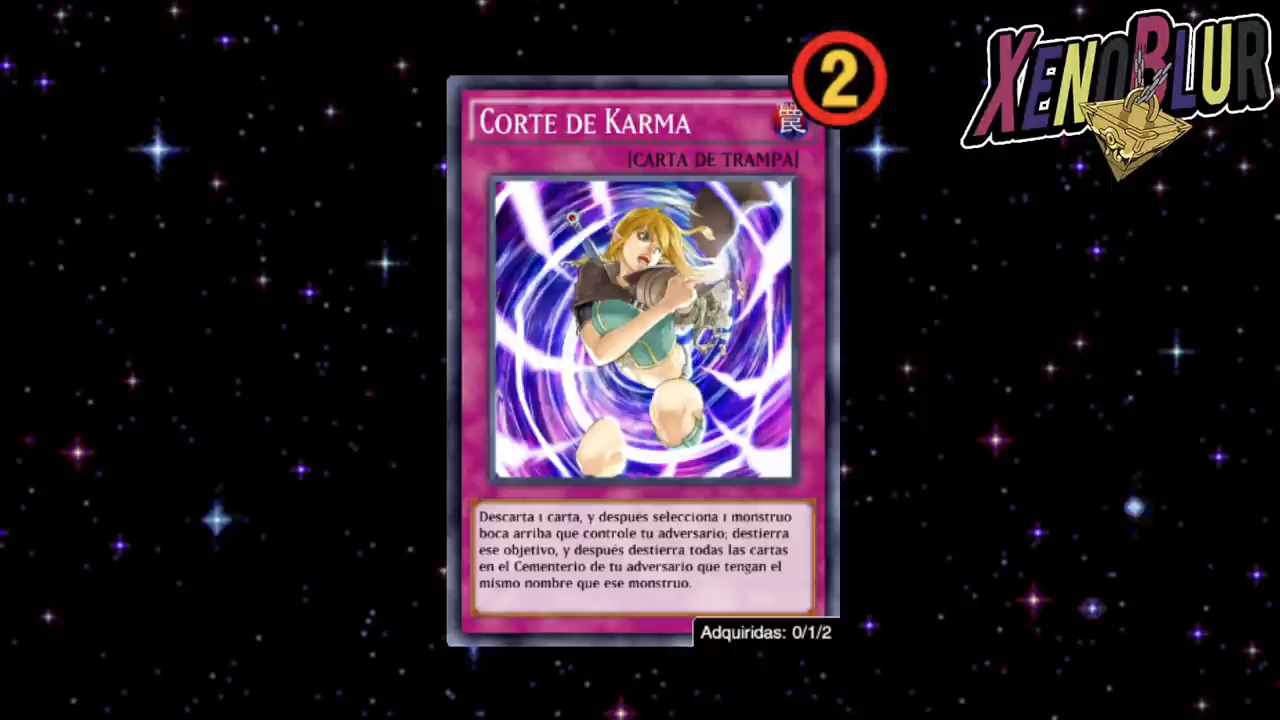 XENOBLUR
2
CORTE DE KARMA
罠
[CARTA DE TRAMPA]
Descarta 1 carta, y después selecciona 1 monstruo
boca arriba que controle tu adversario; destierra
ese objetivo, y después destierra todas las cartas
en el Cementerio de tu adversario que tengan el
mismo nombre que ese monstruo.
Adquiridas: 0/1/2